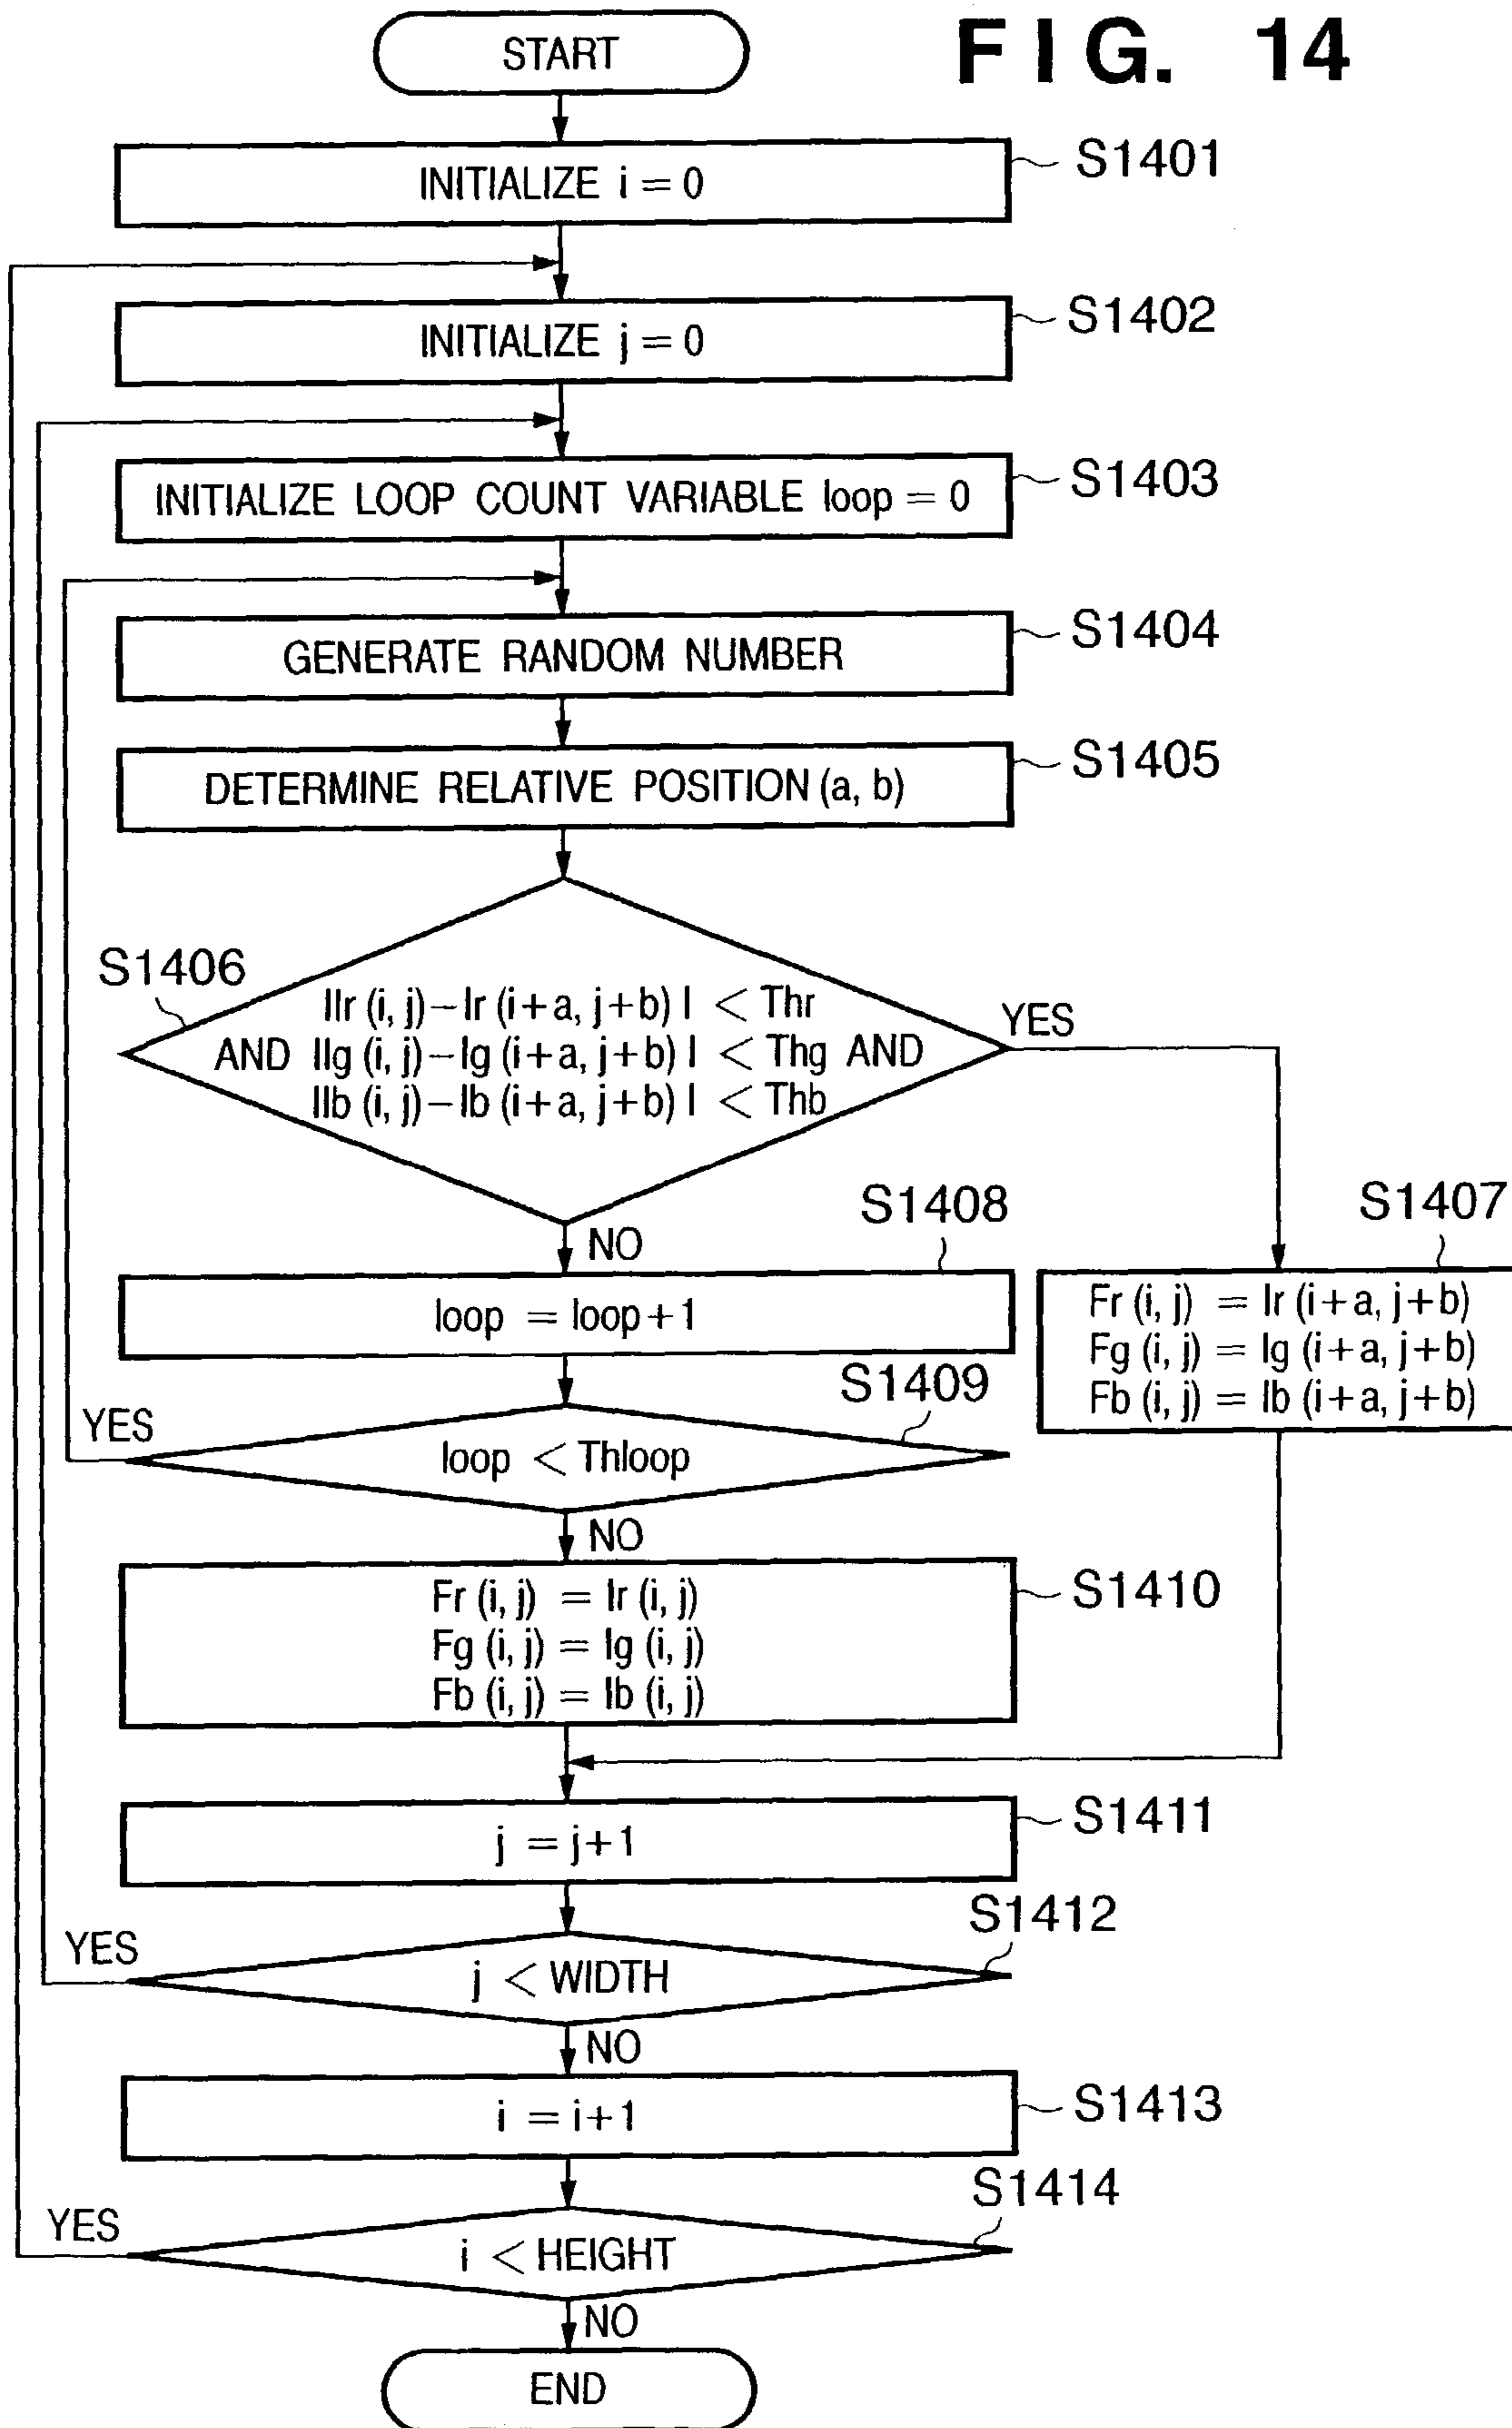 FIG. 14
START
INITIALIZE i = 0
S1401
INITIALIZE j = 0
S1402
INITIALIZE LOOP COUNT VARIABLE loop = 0
S1403
GENERATE RANDOM NUMBER
S1404
DETERMINE RELATIVE POSITION (a, b)
S1405
S1406
|Ir (i, j) − Ir (i+a, j+b) | < Thr
AND |Ig (i, j) − Ig (i+a, j+b) | < Thg AND
|Ib (i, j) − Ib (i+a, j+b) | < Thb
YES
NO
S1408
loop = loop+1
S1407
Fr (i, j) = Ir (i+a, j+b)
Fg (i, j) = Ig (i+a, j+b)
Fb (i, j) = Ib (i+a, j+b)
S1409
YES
loop < Thloop
NO
Fr (i, j) = Ir (i, j)
Fg (i, j) = Ig (i, j)
Fb (i, j) = Ib (i, j)
S1410
j = j+1
S1411
S1412
YES
j < WIDTH
NO
i = i+1
S1413
S1414
YES
i < HEIGHT
NO
END